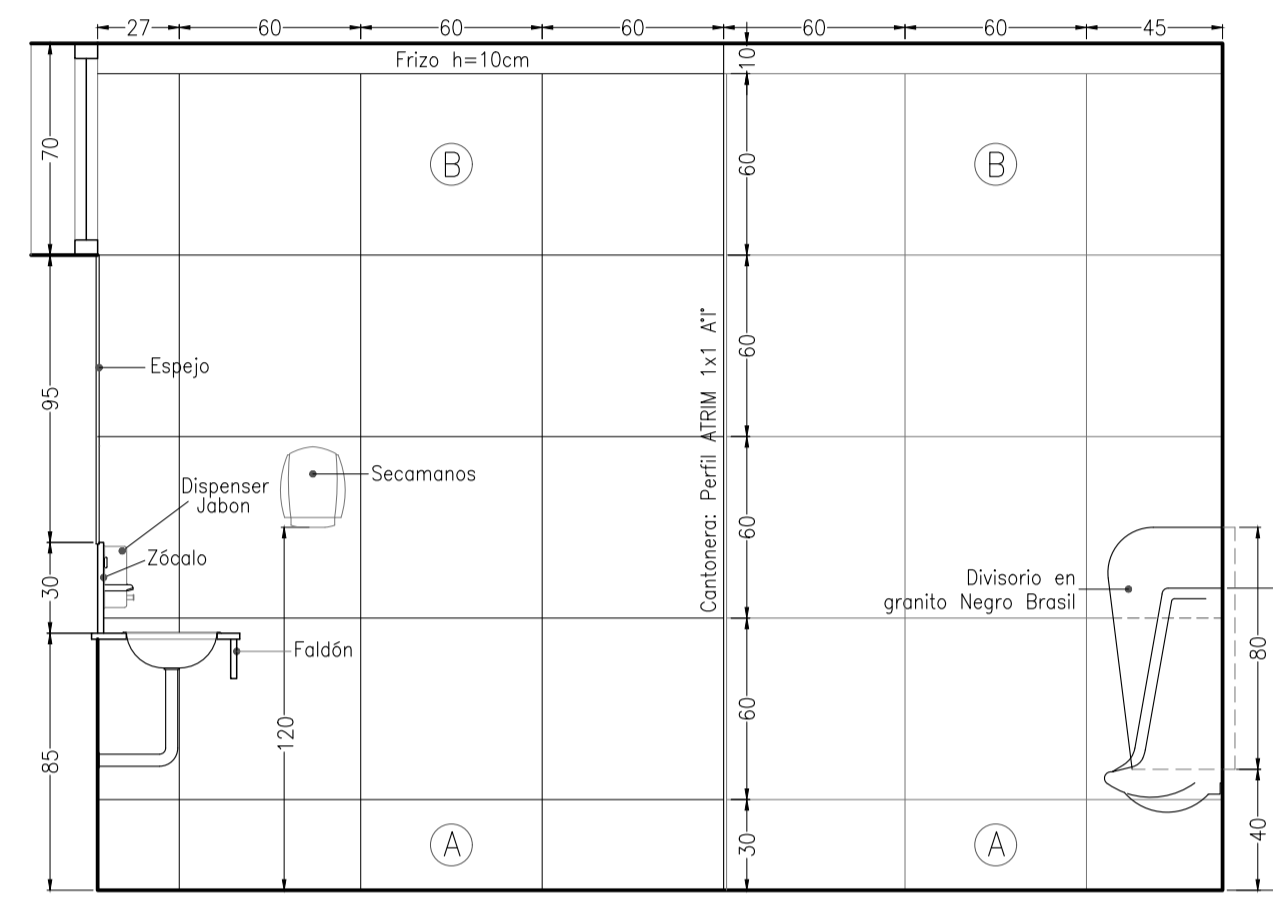 27 60 60 60 60 60 45
Frizo h=10cm
10
70
B
B
60
Cantonera: Perfil ATRIM 1x1 A°I°
60
Espejo
95
Secamanos
Dispenser
Jabon
60
Zócalo
30
Divisorio en
granito Negro Brasil
Faldón
80
60
120
85
A
A
30
40